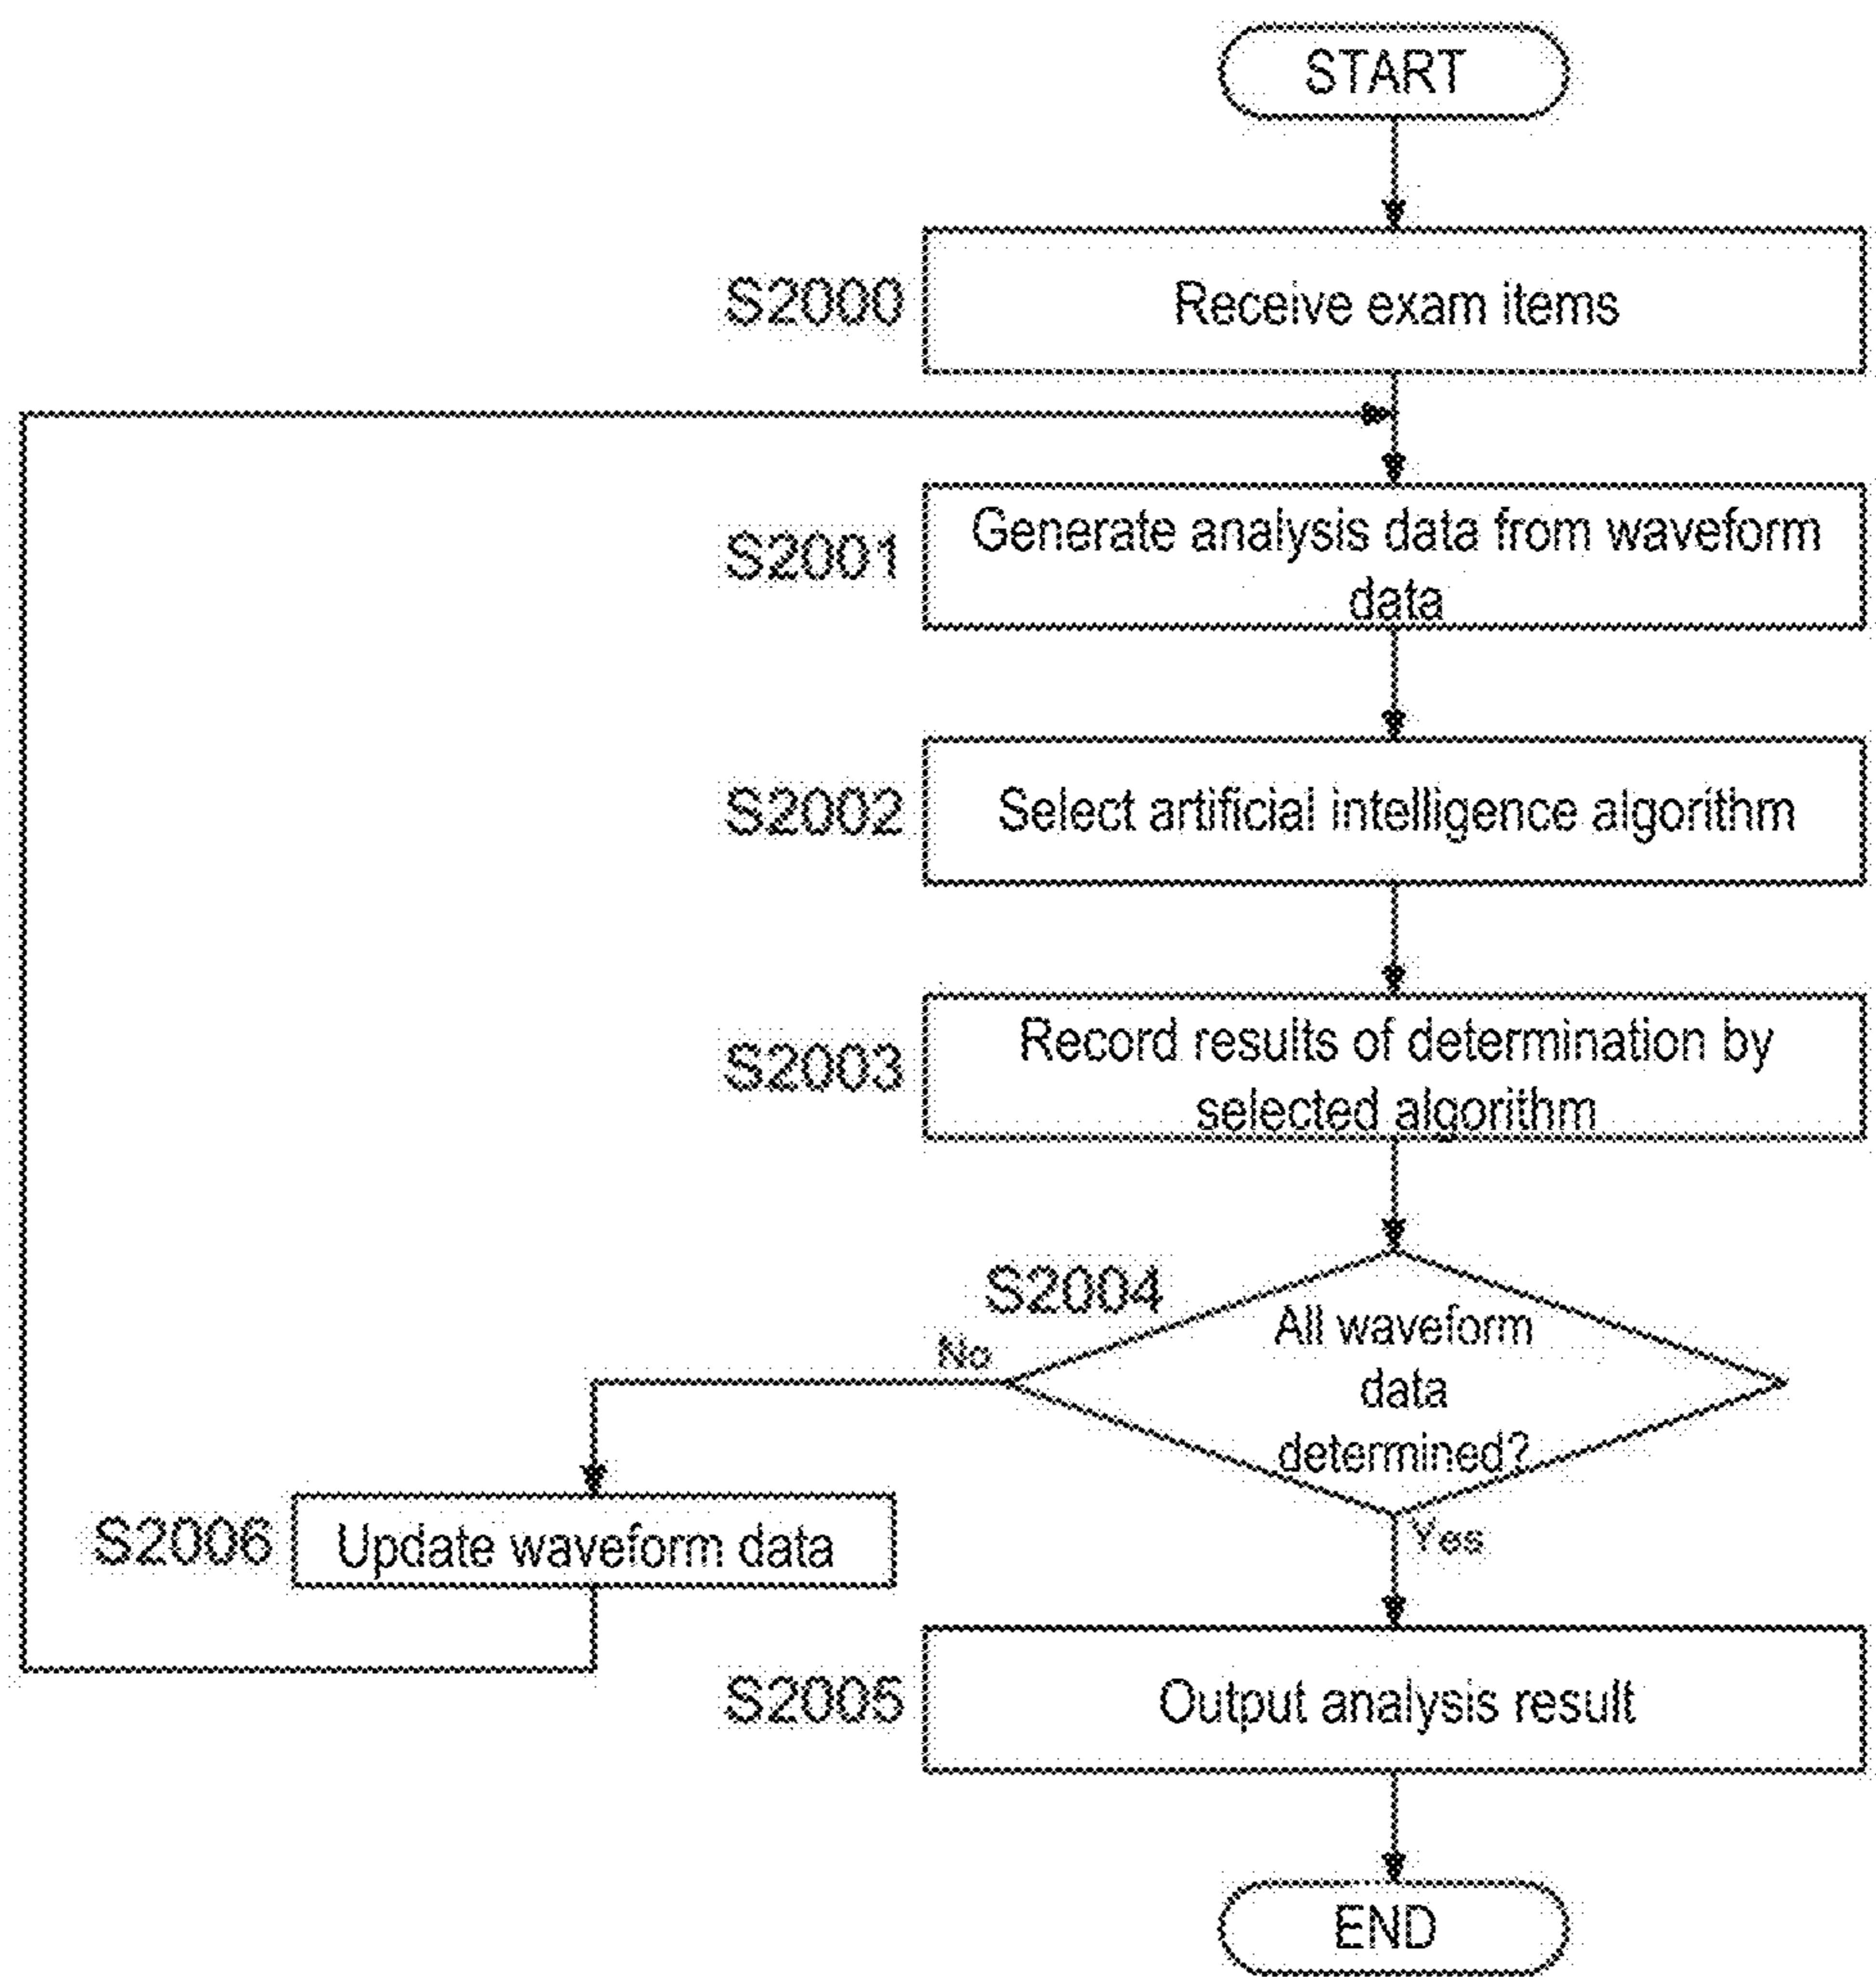 START
S2000
Receive exam items
S2001
Generate analysis data from waveform
data
S2002
Select artificial intelligence algorithm
S2003
Record results of determination by
selected algorithm
S2004
All waveform
data
determined?
No
Yes
S2006
Update waveform data
S2005
Output analysis result
END